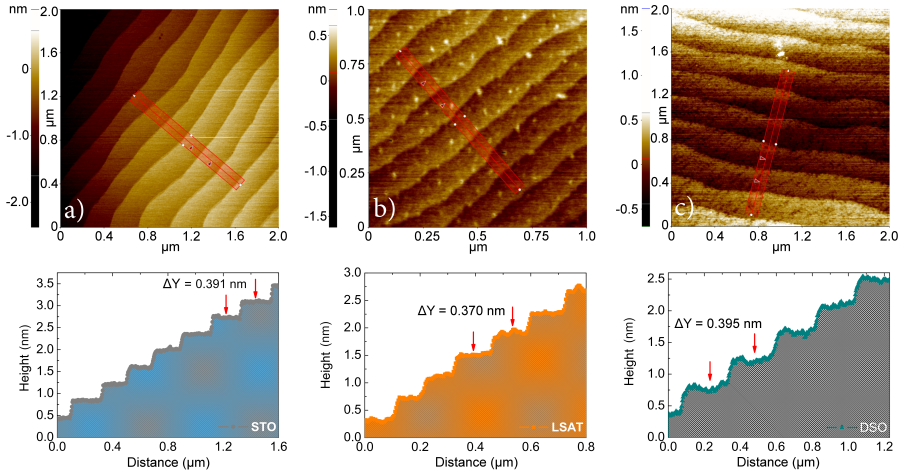 nm
0
-1.0
-2.0
2.0
1.6
1.2
0.8
0.4
0
μm
a)
0
0.4
0.8
1.2
1.6
2.0
μm
nm
1.0
0.5
0
-0.5
-1.0
-1.5
1.00
0.75
0.5
0.25
0
μm
b)
0
0.25
0.5
0.75
1.0
μm
nm
1.5
1.0
0.5
0
-0.5
2.0
1.6
1.2
0.8
0.4
0
μm
c)
0
0.4
0.8
1.2
1.6
2.0
μm
3.5
3.0
2.5
2.0
1.5
1.0
0.5
0.0
Height (nm)
ΔY = 0.391 nm
STO
0.0 0.4 0.8 1.2 1.6
Distance (μm)
3.0
2.5
2.0
1.5
1.0
0.5
0.0
Height (nm)
ΔY = 0.370 nm
LSAT
0.0 0.2 0.4 0.6 0.8
Distance (μm)
2.5
2.0
1.5
1.0
0.5
0.0
Height (nm)
ΔY = 0.395 nm
DSO
0.0 0.2 0.4 0.6 0.8 1.0 1.2
Distance (μm)